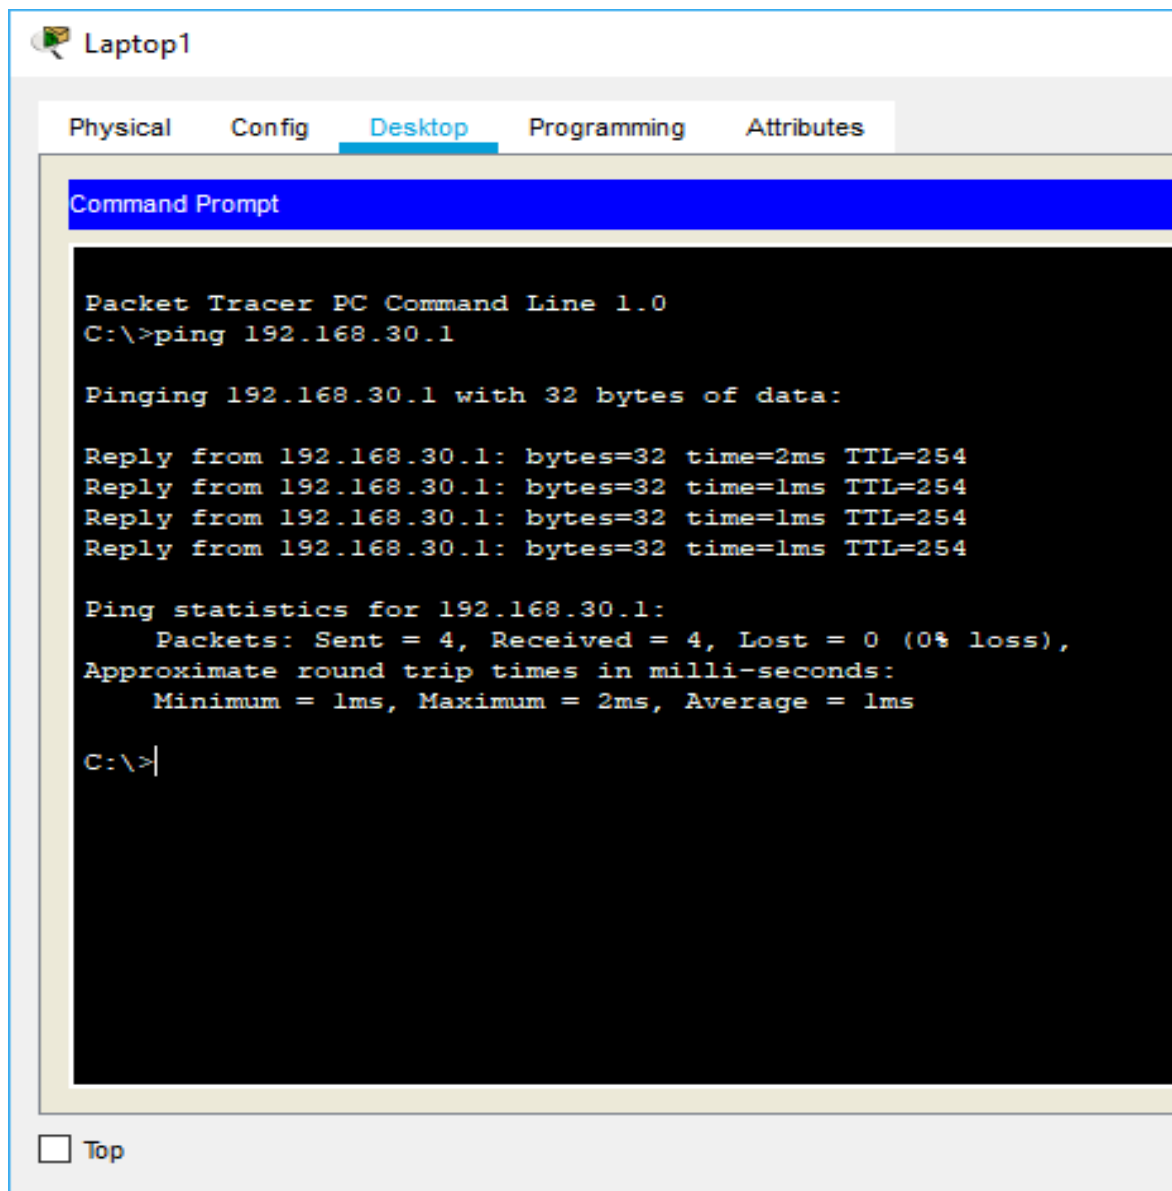 Laptop1
Physical Config Desktop Programming Attributes
Command Prompt
Packet Tracer PC Command Line 1.0
C:\>ping 192.168.30.1
Pinging 192.168.30.1 with 32 bytes of data:
Reply from 192.168.30.1: bytes=32 time=2ms TTL=254
Reply from 192.168.30.1: bytes=32 time=1ms TTL=254
Reply from 192.168.30.1: bytes=32 time=1ms TTL=254
Reply from 192.168.30.1: bytes=32 time=1ms TTL=254
Ping statistics for 192.168.30.1:
    Packets: Sent = 4, Received = 4, Lost = 0 (0% loss),
Approximate round trip times in milli-seconds:
    Minimum = 1ms, Maximum = 2ms, Average = 1ms
C:\>
Top